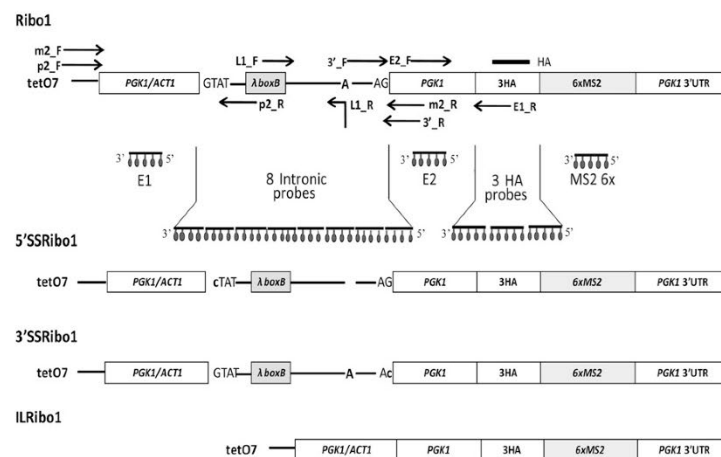 Ribo1
m2_F
p2_F
L1_F
3'_F
E2_F
HA
tetO7
PGK1/ACT1
GTAT
λ boxB
A
AG
PGK1
3HA
6xMS2
PGK1 3'UTR
p2_R
L1_R
m2_R
E1_R
3'_R
3' 5'
E1
8 Intronic
probes
3' 5'
E2
3 HA
probes
3' 5'
MS2 6x
3' 5'
3' 5'
5'SSRibo1
tetO7 PGK1/ACT1 cTAT λ boxB AG PGK1 3HA 6xMS2 PGK1 3'UTR
3'SSRibo1
tetO7 PGK1/ACT1 GTAT λ boxB A Ac PGK1 3HA 6xMS2 PGK1 3'UTR
ILRibo1
tetO7 PGK1/ACT1 PGK1 3HA 6xMS2 PGK1 3'UTR